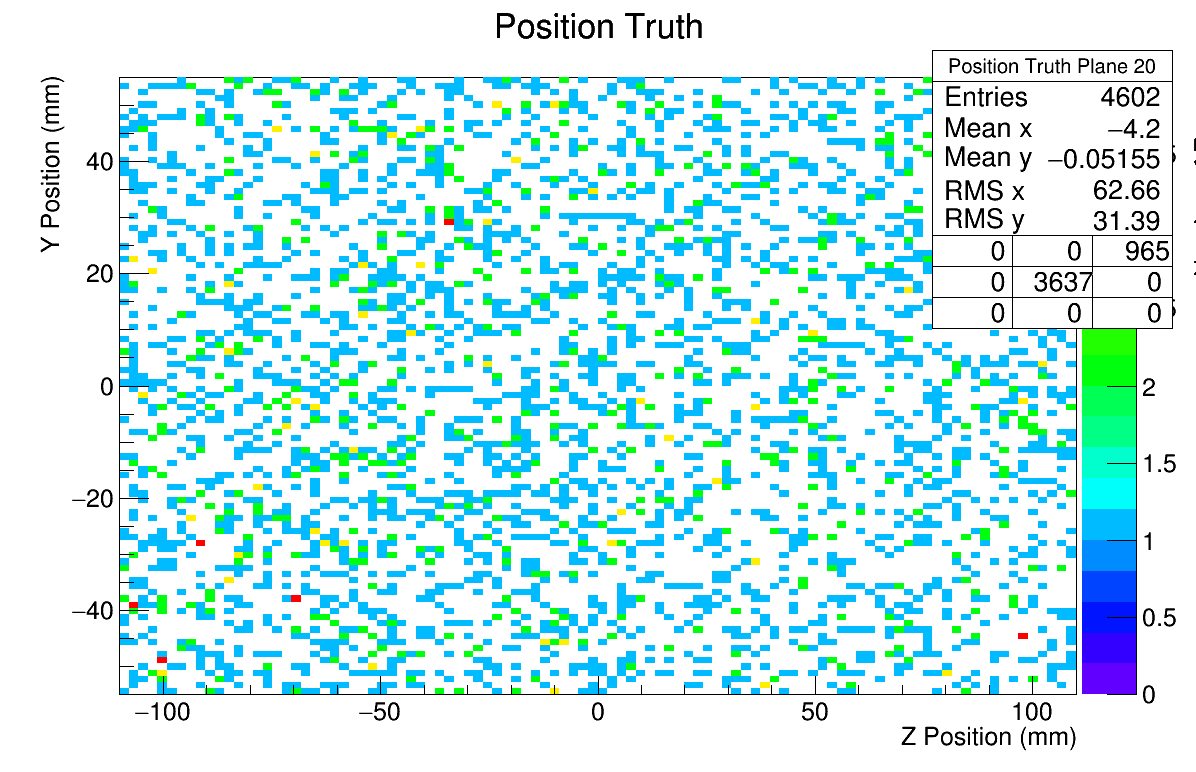 Position Truth
Position Truth Plane 20
Entries 4602
Mean x −4.2
Mean y −0.05155
RMS x 62.66
RMS y 31.39
0 0 965
0 3637 0
0 0 0
Y Position (mm)
40
20
0
−20
−40
−100 −50 0 50 100
Z Position (mm)
2
1.5
1
0.5
0